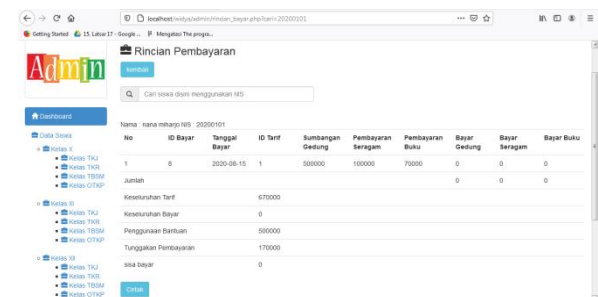 localhost/widya/admin/rincian_bayar.php?cari=20200101
Getting Started
15. Latsar 17 - Google ...
Mengatasi The progra...
Admin
Rincian Pembayaran
kembali
Cari siswa disini menggunakan NIS
Dashboard
Data Siswa
Kelas X
Kelas TKJ
Kelas TKR
Kelas TBSM
Kelas OTKP
Kelas XI
Kelas TKJ
Kelas TKR
Kelas TBSM
Kelas OTKP
Kelas XII
Kelas TKJ
Kelas TKR
Kelas TBSM
Kelas OTKP
Nama : nana miharjo NIS : 20200101
No ID Bayar Tanggal Bayar ID Tarif Sumbangan Gedung Pembayaran Seragam Pembayaran Buku Bayar Gedung Bayar Seragam Bayar Buku
1 8 2020-08-15 1 500000 100000 70000 0 0 0
Jumlah 0 0 0
Keseluruhan Tarif 670000
Keseluruhan Bayar 0
Penggunaan Bantuan 500000
Tunggakan Pembayaran 170000
sisa bayar 0
Cetak